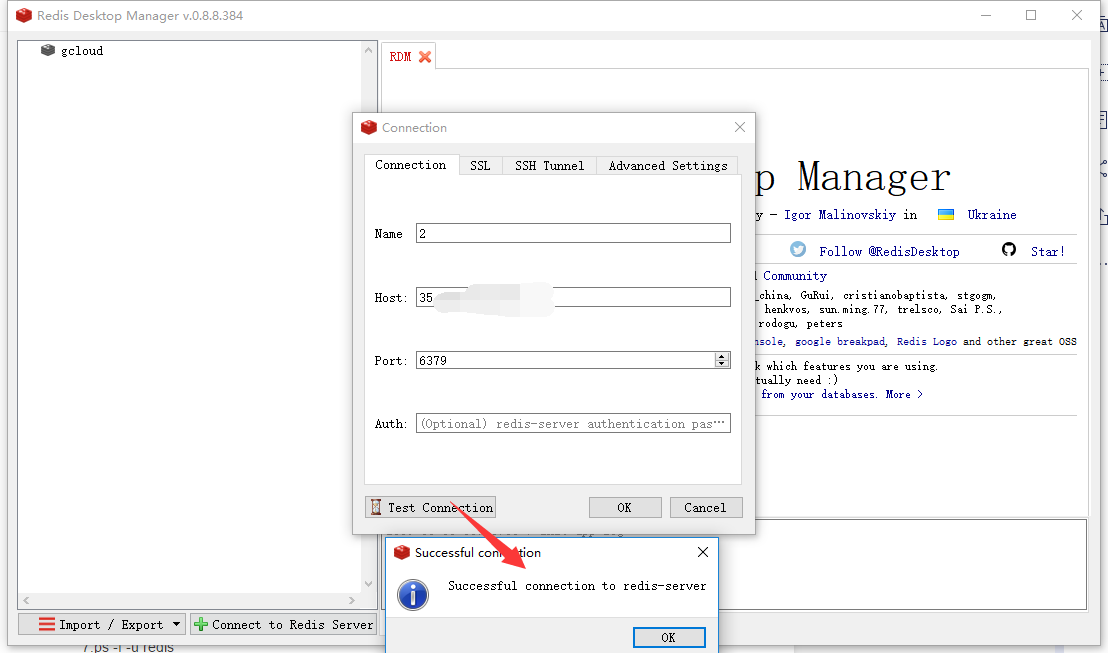 Redis Desktop Manager v.0.8.8.384
gcloud
RDM
p Manager
y - Igor Malinovskiy in Ukraine
Follow @RedisDesktop Star!
Community
_china, GuRui, cristianobaptista, stgogm,
henkvos, sun.ming.77, trelsco, Sai P.S.,
rodogu, peters
nsole, google breakpad, Redis Logo and other great OSS
k which features you are using.
tually need :)
from your databases. More >
Connection
Connection SSL SSH Tunnel Advanced Settings
Name 2
Host: 35
Port: 6379
Auth: (Optional) redis-server authentication pas...
Test Connection OK Cancel
Successful connection
Successful connection to redis-server
OK
Import / Export Connect to Redis Server
7.ps -f -u redis